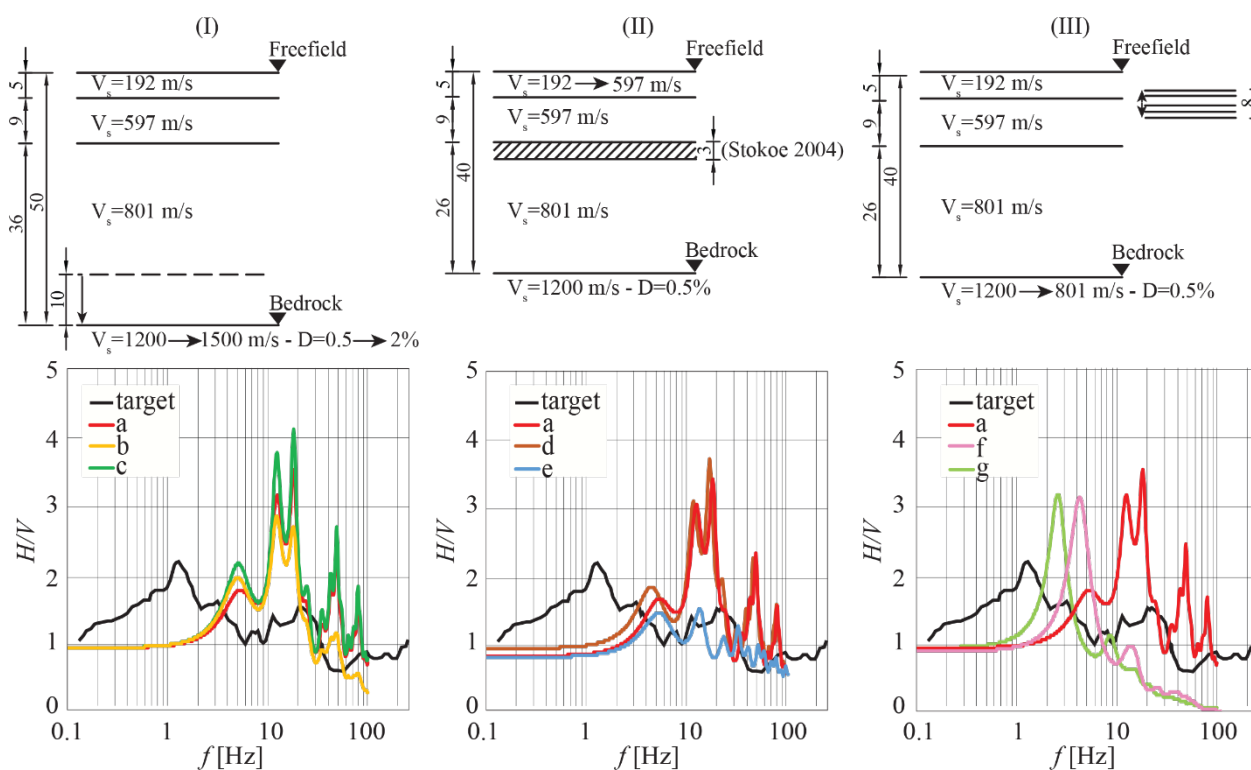 (I)
Freefield
5
Vs=192 m/s
9
Vs=597 m/s
50
36
Vs=801 m/s
10
Bedrock
Vs=1200→1500 m/s - D=0.5→2%
(II)
Freefield
5
Vs=192→597 m/s
9
Vs=597 m/s
3
(Stokoe 2004)
40
26
Vs=801 m/s
Bedrock
Vs=1200 m/s - D=0.5%
(III)
Freefield
5
Vs=192 m/s
8
9
Vs=597 m/s
40
26
Vs=801 m/s
Bedrock
Vs=1200→801 m/s - D=0.5%
5
4
3
2
1
0
H/V
target
a
b
c
0.1
1
10
100
f [Hz]
5
4
3
2
1
0
H/V
target
a
d
e
0.1
1
10
100
f [Hz]
5
4
3
2
1
0
H/V
target
a
f
g
0.1
1
10
100
f [Hz]